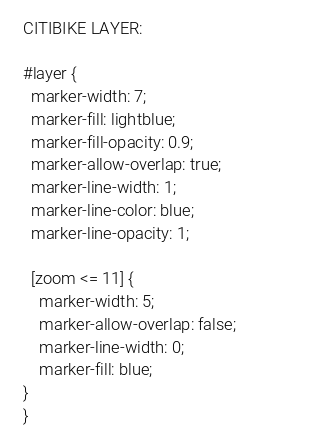 CITIBIKE LAYER:
#layer {
marker-width: 7;
marker-fill: lightblue;
marker-fill-opacity: 0.9;
marker-allow-overlap: true;
marker-line-width: 1;
marker-line-color: blue;
marker-line-opacity: 1;
[zoom <= 11] {
marker-width: 5;
marker-allow-overlap: false;
marker-line-width: 0;
marker-fill: blue;
}
}